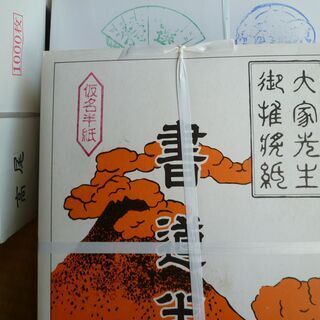 大家先生
御推奨紙
仮名半紙
書道半
1000枚
高尾